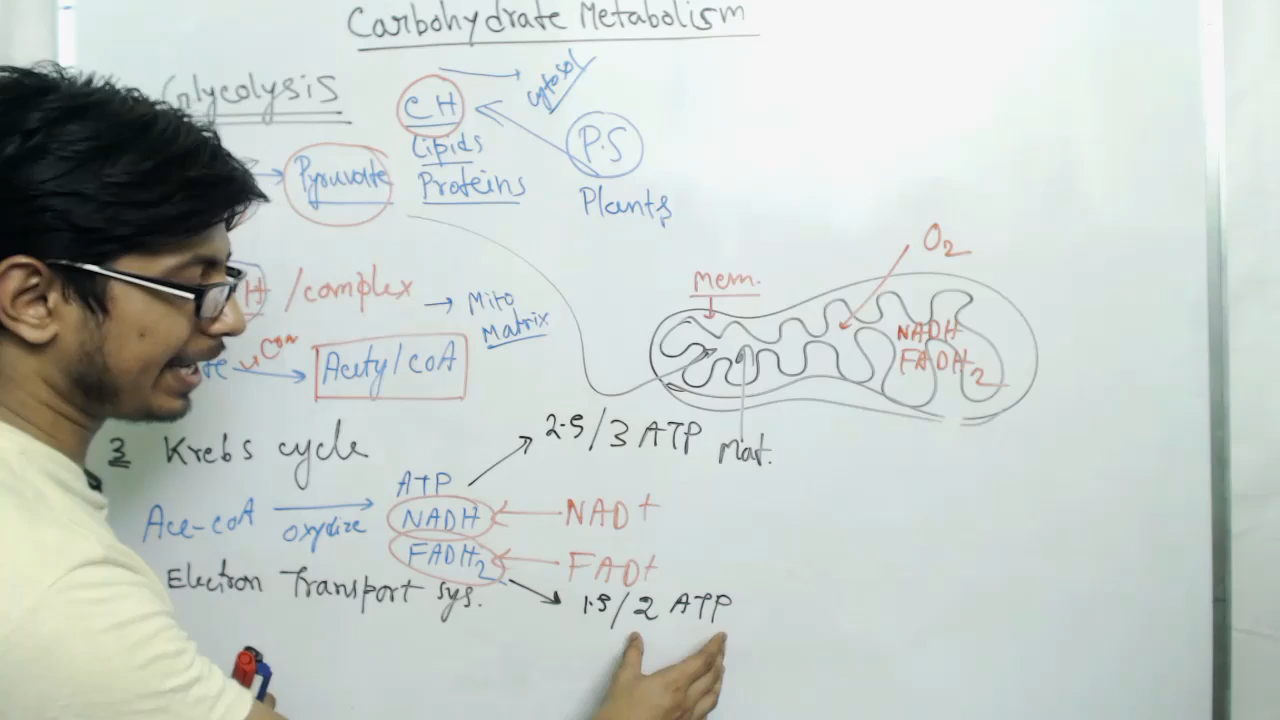 Carbohydrate Metabolism
Glycolysis
CH
cytosol
P.S
Lipids
Pyruvate
Proteins
Plants
O2
H /complex
Mem.
Mito
Matrix
NADH
FADH2
Acetyl CoA
2.5/3 ATP
Mat.
3 Krebs cycle
ATP
Ace-coA oxydize NADH NAD+
FADH2 FAD+
Electron Transport sys.
1.5/2 ATP